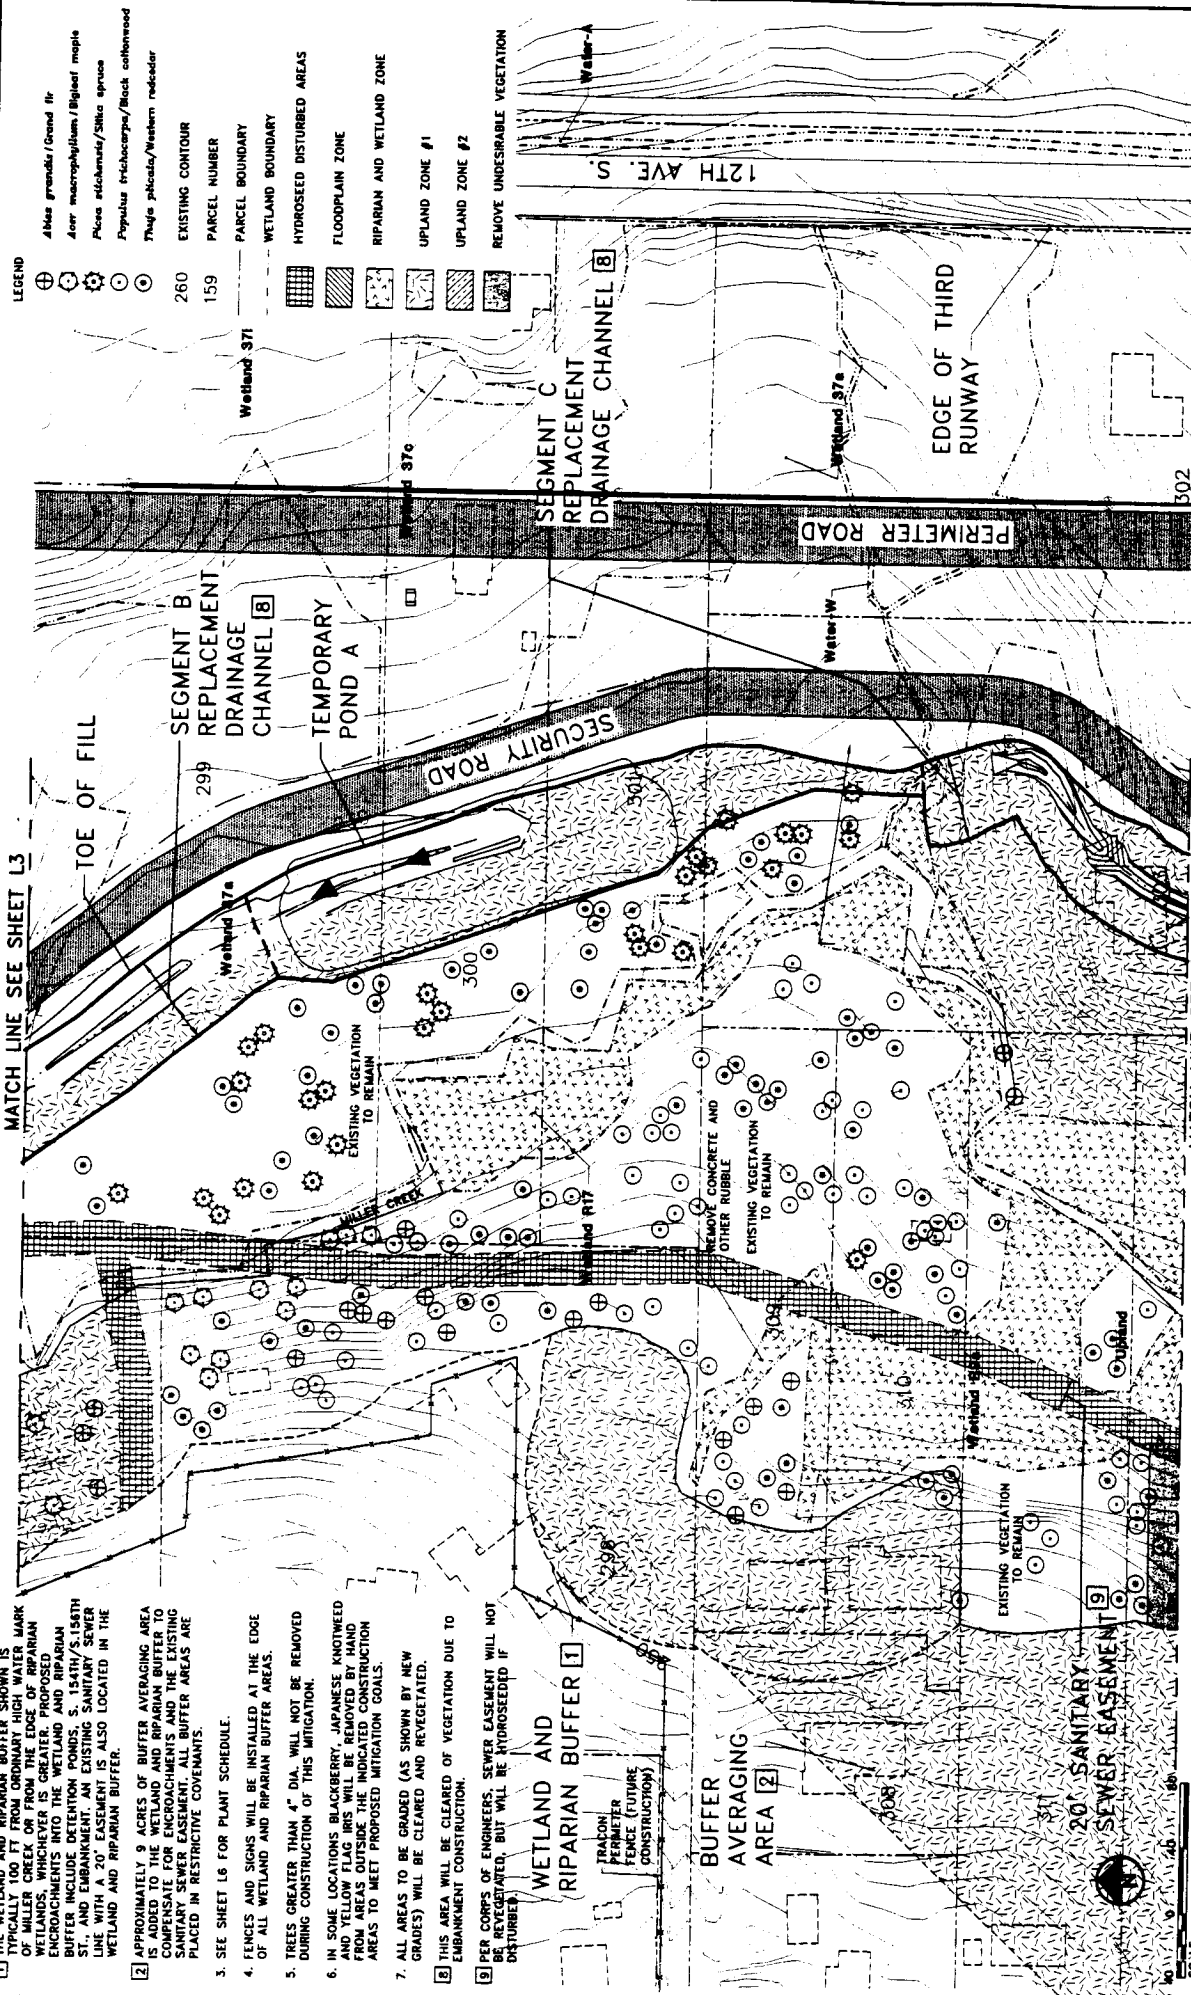 MATCH LINE SEE SHEET L3
LEGEND
Abies grandis/Grand fir
Acer macrophyllum/Bigleaf maple
Picea sitchensis/Sitka spruce
Populus trichocarpa/Black cottonwood
Thuja plicata/Western redcedar
260 EXISTING CONTOUR
159 PARCEL NUMBER
PARCEL BOUNDARY
WETLAND BOUNDARY
HYDROSEED DISTURBED AREAS
FLOODPLAIN ZONE
RIPARIAN AND WETLAND ZONE
UPLAND ZONE #1
UPLAND ZONE #2
REMOVE UNDESIRABLE VEGETATION
TYPICALLY 100 FT FROM ORDINARY HIGH WATER MARK
OF MILLER CREEK OR FROM THE EDGE OF RIPARIAN
WETLANDS, WHICHEVER IS GREATER. PROPOSED
ENCROACHMENTS INTO THE WETLAND AND RIPARIAN
BUFFER INCLUDE DETENTION PONDS, S. 154TH/S.156TH
ST., AND EMBANKMENT. AN EXISTING SANITARY SEWER
LINE WITH A 20' EASEMENT IS ALSO LOCATED IN THE
WETLAND AND RIPARIAN BUFFER.
2 APPROXIMATELY 9 ACRES OF BUFFER AVERAGING AREA
IS ADDED TO THE WETLAND AND RIPARIAN BUFFER TO
COMPENSATE FOR ENCROACHMENTS AND THE EXISTING
SANITARY SEWER EASEMENT. ALL BUFFER AREAS ARE
PLACED IN RESTRICTIVE COVENANTS.
3. SEE SHEET L6 FOR PLANT SCHEDULE.
4. FENCES AND SIGNS WILL BE INSTALLED AT THE EDGE
OF ALL WETLAND AND RIPARIAN BUFFER AREAS.
5. TREES GREATER THAN 4" DIA. WILL NOT BE REMOVED
DURING CONSTRUCTION OF THIS MITIGATION.
6. IN SOME LOCATIONS BLACKBERRY, JAPANESE KNOTWEED
AND YELLOW FLAG IRIS WILL BE REMOVED BY HAND
FROM AREAS OUTSIDE THE INDICATED CONSTRUCTION
AREAS TO MEET PROPOSED MITIGATION GOALS.
7. ALL AREAS TO BE GRADED (AS SHOWN BY NEW
GRADES) WILL BE CLEARED AND REVEGETATED.
8 THIS AREA WILL BE CLEARED OF VEGETATION DUE TO
EMBANKMENT CONSTRUCTION.
9 PER CORPS OF ENGINEERS, SEWER EASEMENT WILL NOT
BE REVEGETATED, BUT WILL BE HYDROSEEDED IF
DISTURBED.
TOE OF FILL
299
SEGMENT B
REPLACEMENT
DRAINAGE
CHANNEL 8
TEMPORARY
POND A
Wetland 37a
Wetland 37i
Wetland 37c
SECURITY ROAD
SEGMENT C
REPLACEMENT
DRAINAGE CHANNEL 8
PERIMETER ROAD
Water-A
12TH AVE. S.
Wetland 37e
EDGE OF THIRD
RUNWAY
302
Water-W
301
300
EXISTING VEGETATION
TO REMAIN
MILLER CREEK
Wetland R17
REMOVE CONCRETE AND
OTHER RUBBLE
EXISTING VEGETATION
TO REMAIN
309
310
Upland
298
WETLAND AND
RIPARIAN BUFFER 1
TRACON
PERIMETER
FENCE (FUTURE
CONSTRUCTION)
BUFFER
AVERAGING
AREA 2
308
311
EXISTING VEGETATION
TO REMAIN
20' SANITARY
SEWER EASEMENT 9
N
40 0 40 80